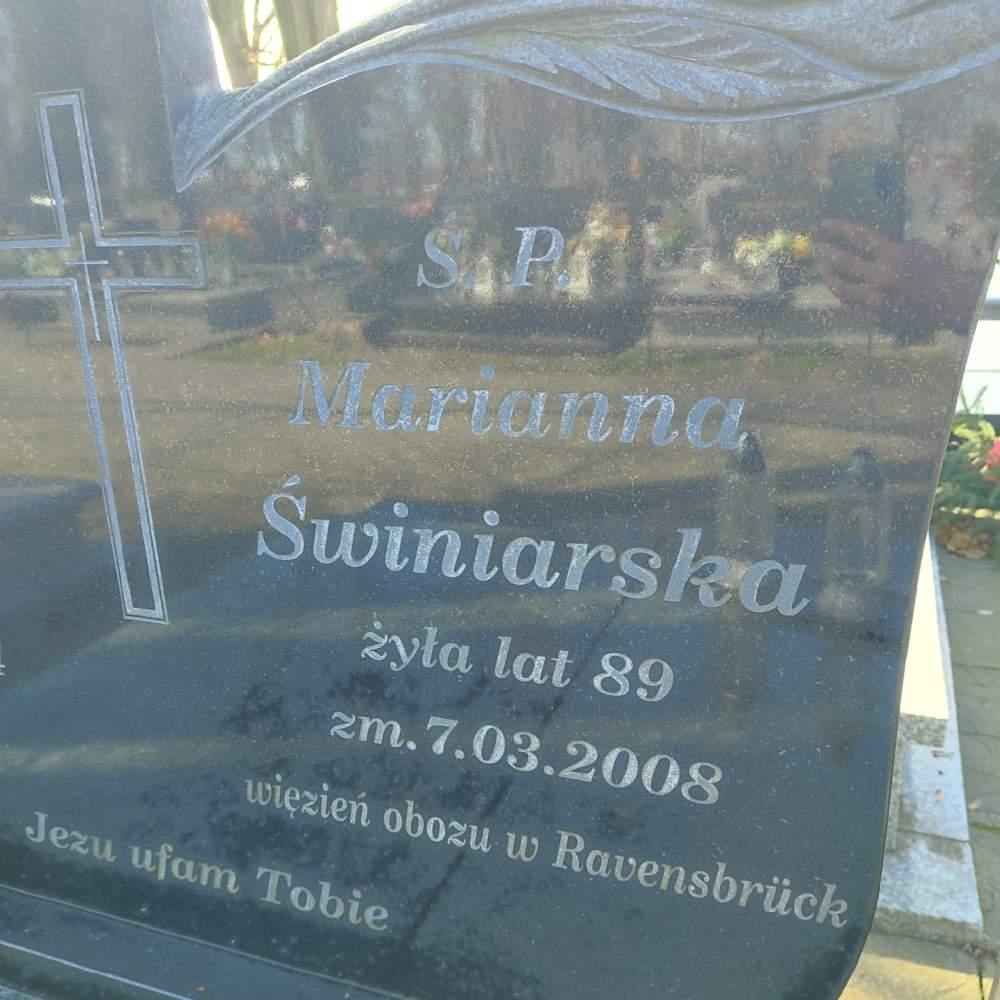 Ś. P.
Marianna
Świniarska
żyła lat 89
zm.7.03.2008
więzień obozu w Ravensbrück
Jezu ufam Tobie